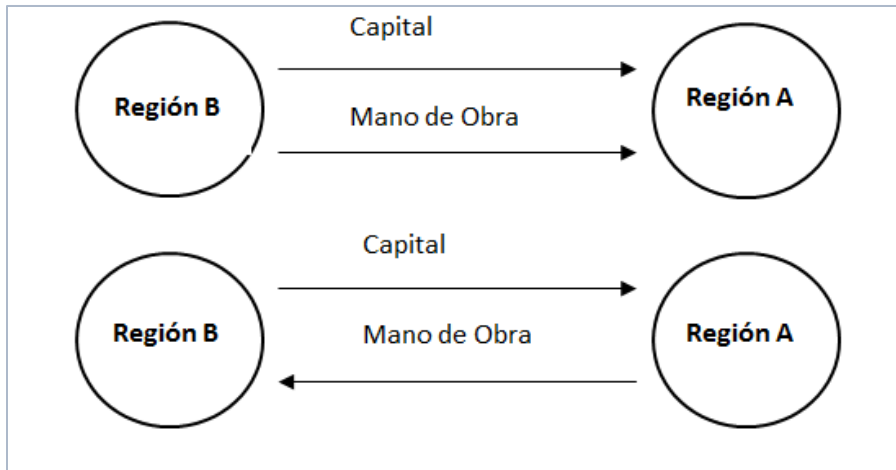 Capital
Región B
Región A
Mano de Obra
Capital
Región B
Mano de Obra
Región A